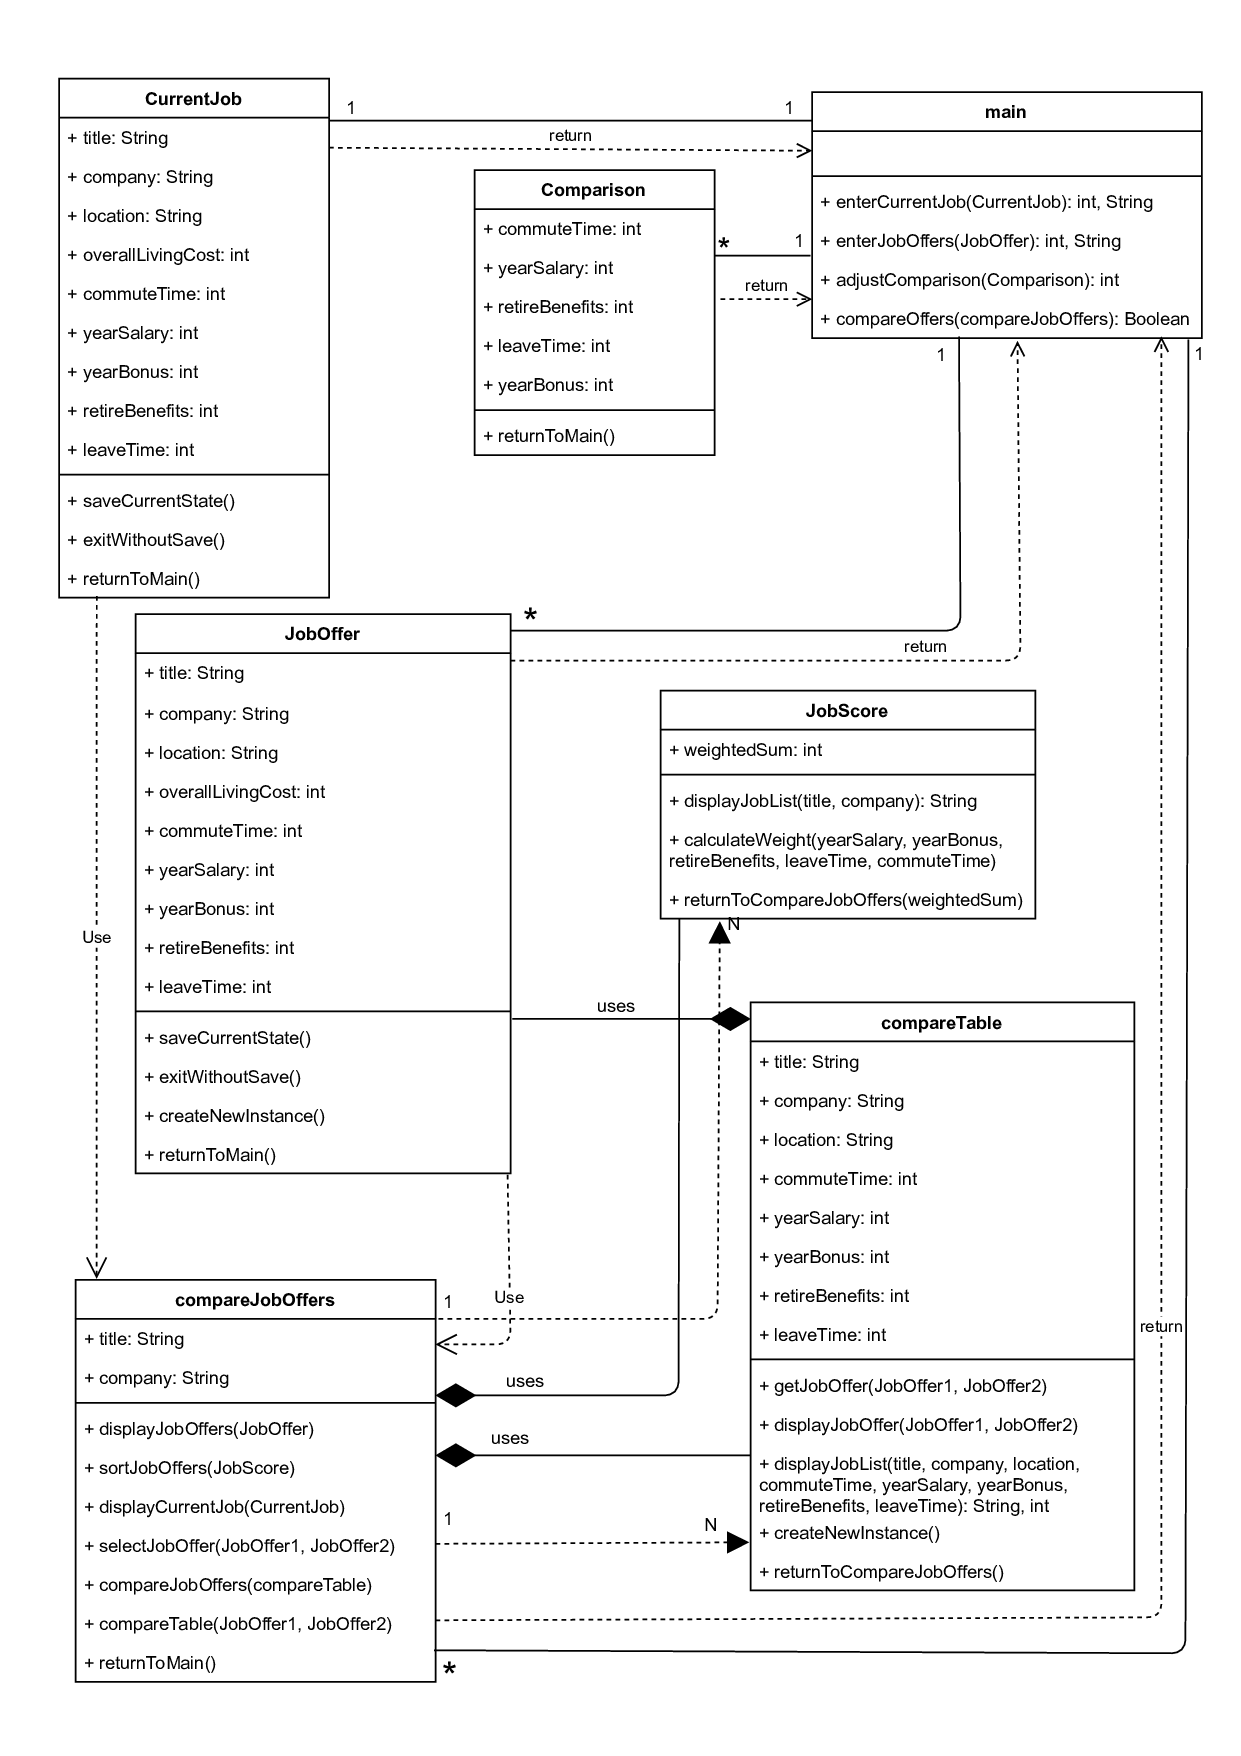 CurrentJob
+ title: String
+ company: String
+ location: String
+ overallLivingCost: int
+ commuteTime: int
+ yearSalary: int
+ yearBonus: int
+ retireBenefits: int
+ leaveTime: int
+ saveCurrentState()
+ exitWithoutSave()
+ returnToMain()
1
1
return
main
+ enterCurrentJob(CurrentJob): int, String
+ enterJobOffers(JobOffer): int, String
+ adjustComparison(Comparison): int
+ compareOffers(compareJobOffers): Boolean
Comparison
+ commuteTime: int
+ yearSalary: int
+ retireBenefits: int
+ leaveTime: int
+ yearBonus: int
+ returnToMain()
*
1
return
1
1
*
return
JobOffer
+ title: String
+ company: String
+ location: String
+ overallLivingCost: int
+ commuteTime: int
+ yearSalary: int
+ yearBonus: int
+ retireBenefits: int
+ leaveTime: int
+ saveCurrentState()
+ exitWithoutSave()
+ createNewInstance()
+ returnToMain()
Use
JobScore
+ weightedSum: int
+ displayJobList(title, company): String
+ calculateWeight(yearSalary, yearBonus,
retireBenefits, leaveTime, commuteTime)
+ returnToCompareJobOffers(weightedSum)
N
uses
compareTable
+ title: String
+ company: String
+ location: String
+ commuteTime: int
+ yearSalary: int
+ yearBonus: int
+ retireBenefits: int
+ leaveTime: int
+ getJobOffer(JobOffer1, JobOffer2)
+ displayJobOffer(JobOffer1, JobOffer2)
+ displayJobList(title, company, location,
commuteTime, yearSalary, yearBonus,
retireBenefits, leaveTime): String, int
+ createNewInstance()
+ returnToCompareJobOffers()
return
compareJobOffers
+ title: String
+ company: String
+ displayJobOffers(JobOffer)
+ sortJobOffers(JobScore)
+ displayCurrentJob(CurrentJob)
+ selectJobOffer(JobOffer1, JobOffer2)
+ compareJobOffers(compareTable)
+ compareTable(JobOffer1, JobOffer2)
+ returnToMain()
1
Use
uses
uses
1
N
*